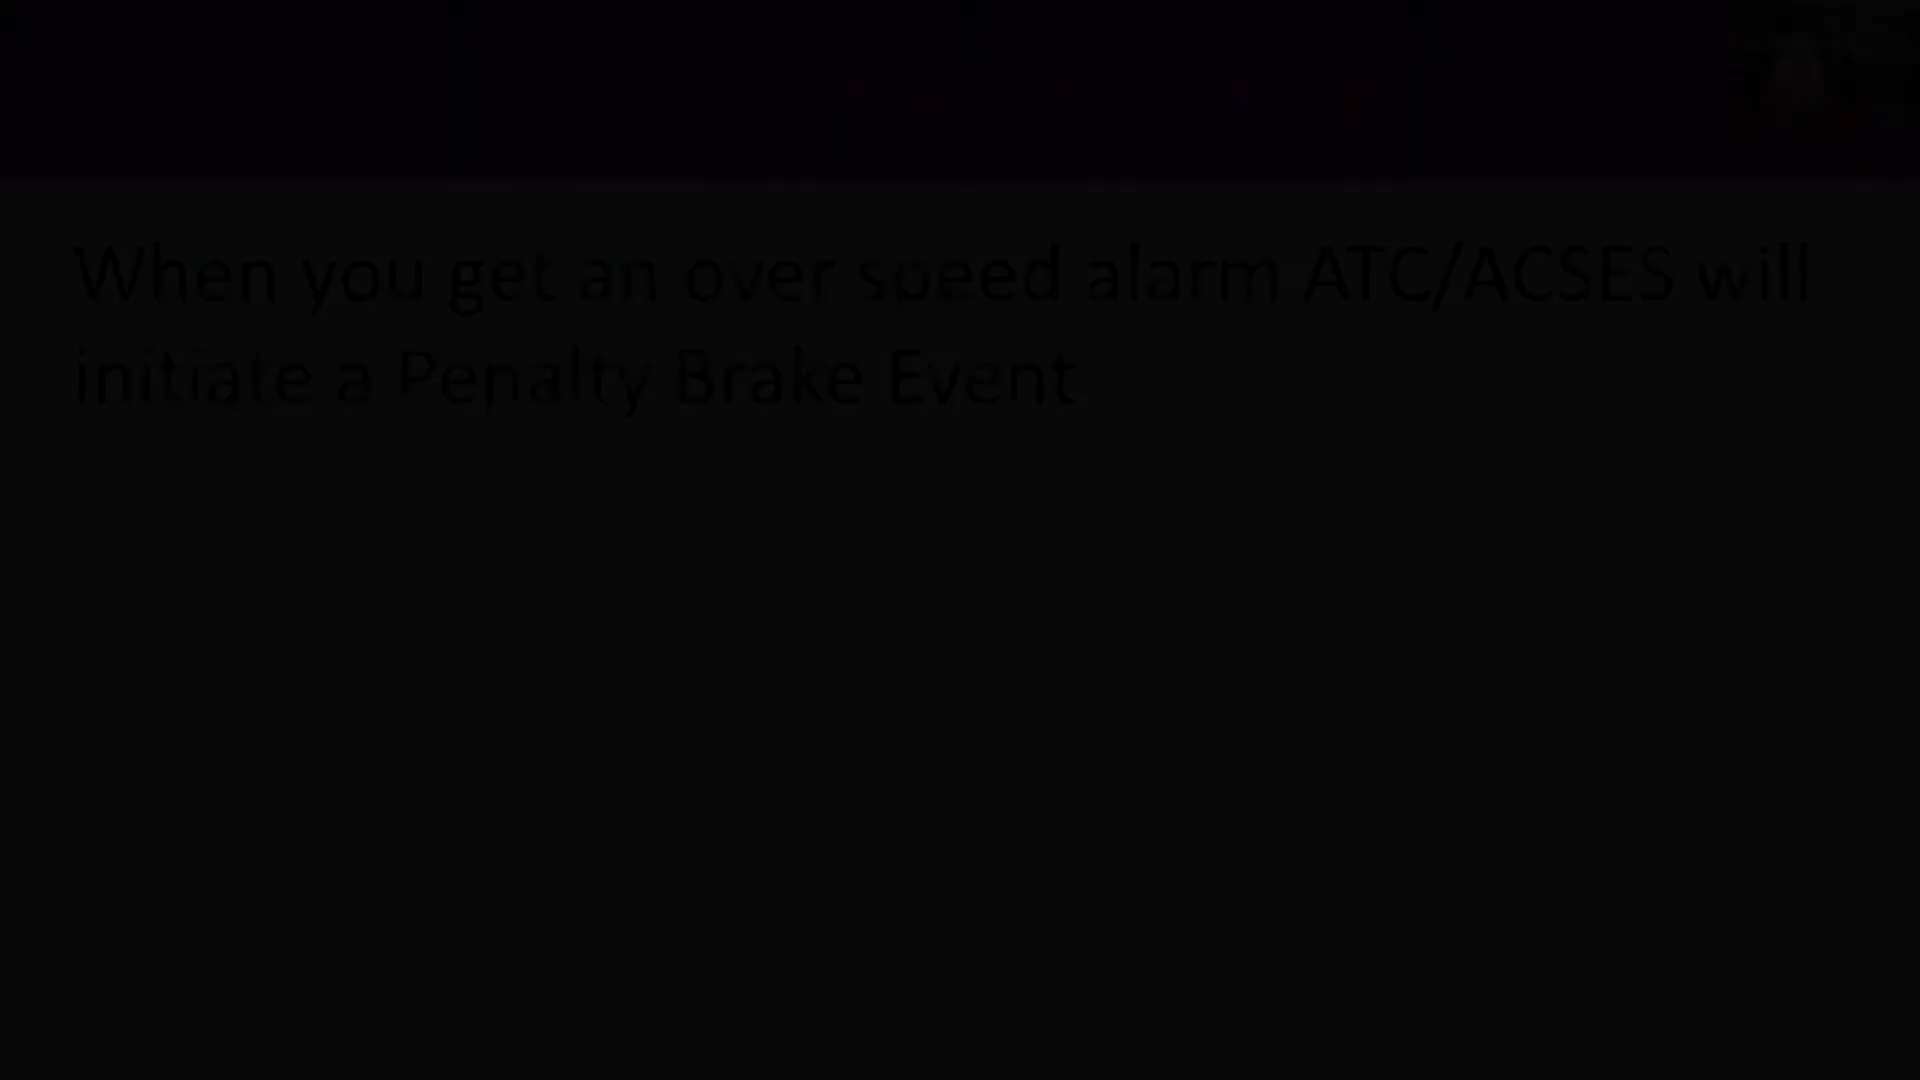 When you get an over speed alarm ATC/ACSES will
initiate a Penalty Brake Event